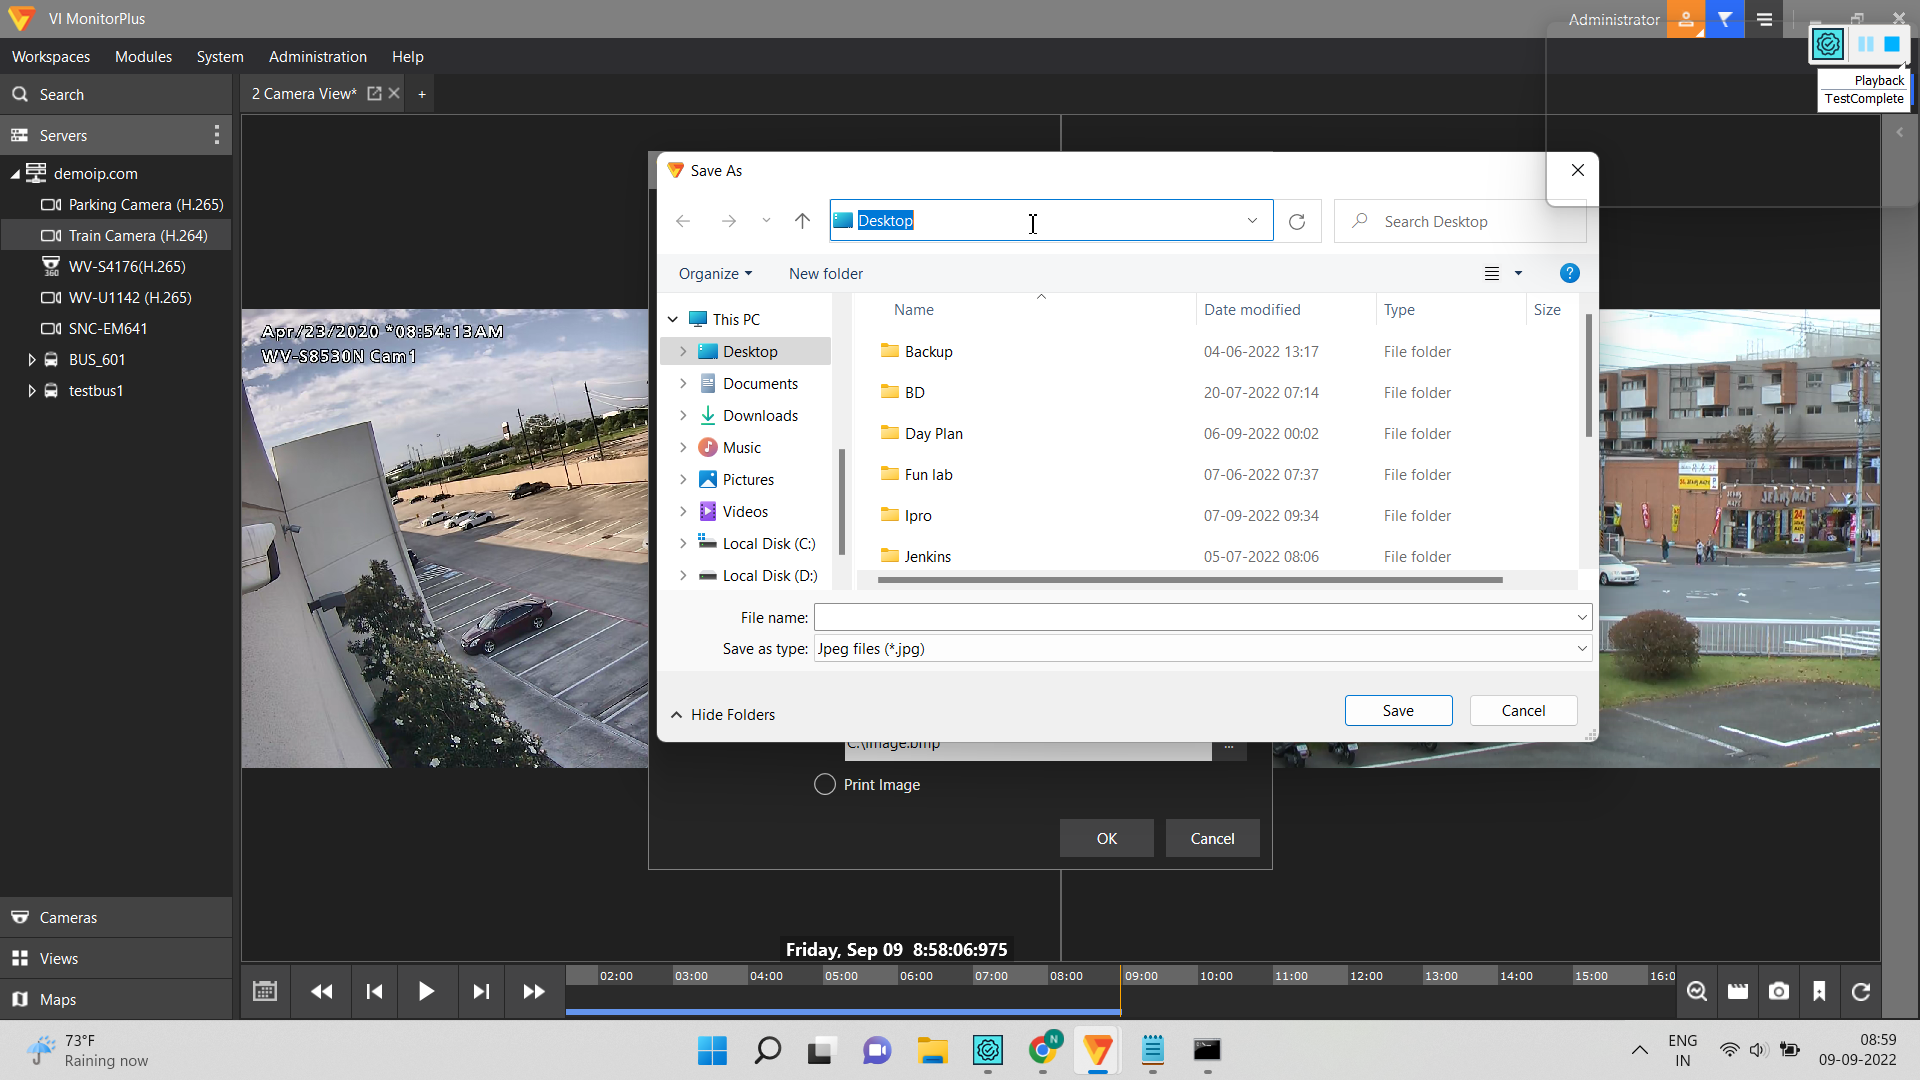 VI MonitorPlus
Administrator
Workspaces Modules System Administration Help
Playback
TestComplete
Search
2 Camera View* +
Servers
demoip.com
Parking Camera (H.265)
Train Camera (H.264)
WV-S4176(H.265)
WV-U1142 (H.265)
SNC-EM641
BUS_601
testbus1
Cameras
Views
Maps
Apr/23/2020 *08:54:13AM
WV-S8530N Cam1
Save As
Desktop
Search Desktop
Organize New folder
?
This PC
Desktop
Documents
Downloads
Music
Pictures
Videos
Local Disk (C:)
Local Disk (D:)
Name Date modified Type Size
Backup 04-06-2022 13:17 File folder
BD 20-07-2022 07:14 File folder
Day Plan 06-09-2022 00:02 File folder
Fun lab 07-06-2022 07:37 File folder
Ipro 07-09-2022 09:34 File folder
Jenkins 05-07-2022 08:06 File folder
File name:
Save as type: Jpeg files (*.jpg)
Hide Folders
Save Cancel
C:\image.bmp ...
Print Image
OK Cancel
JEANS MATE
24
Friday, Sep 09 8:58:06:975
02:00 03:00 04:00 05:00 06:00 07:00 08:00 09:00 10:00 11:00 12:00 13:00 14:00 15:00 16:0
73°F
Raining now
360
N
ENG
IN
08:59
09-09-2022